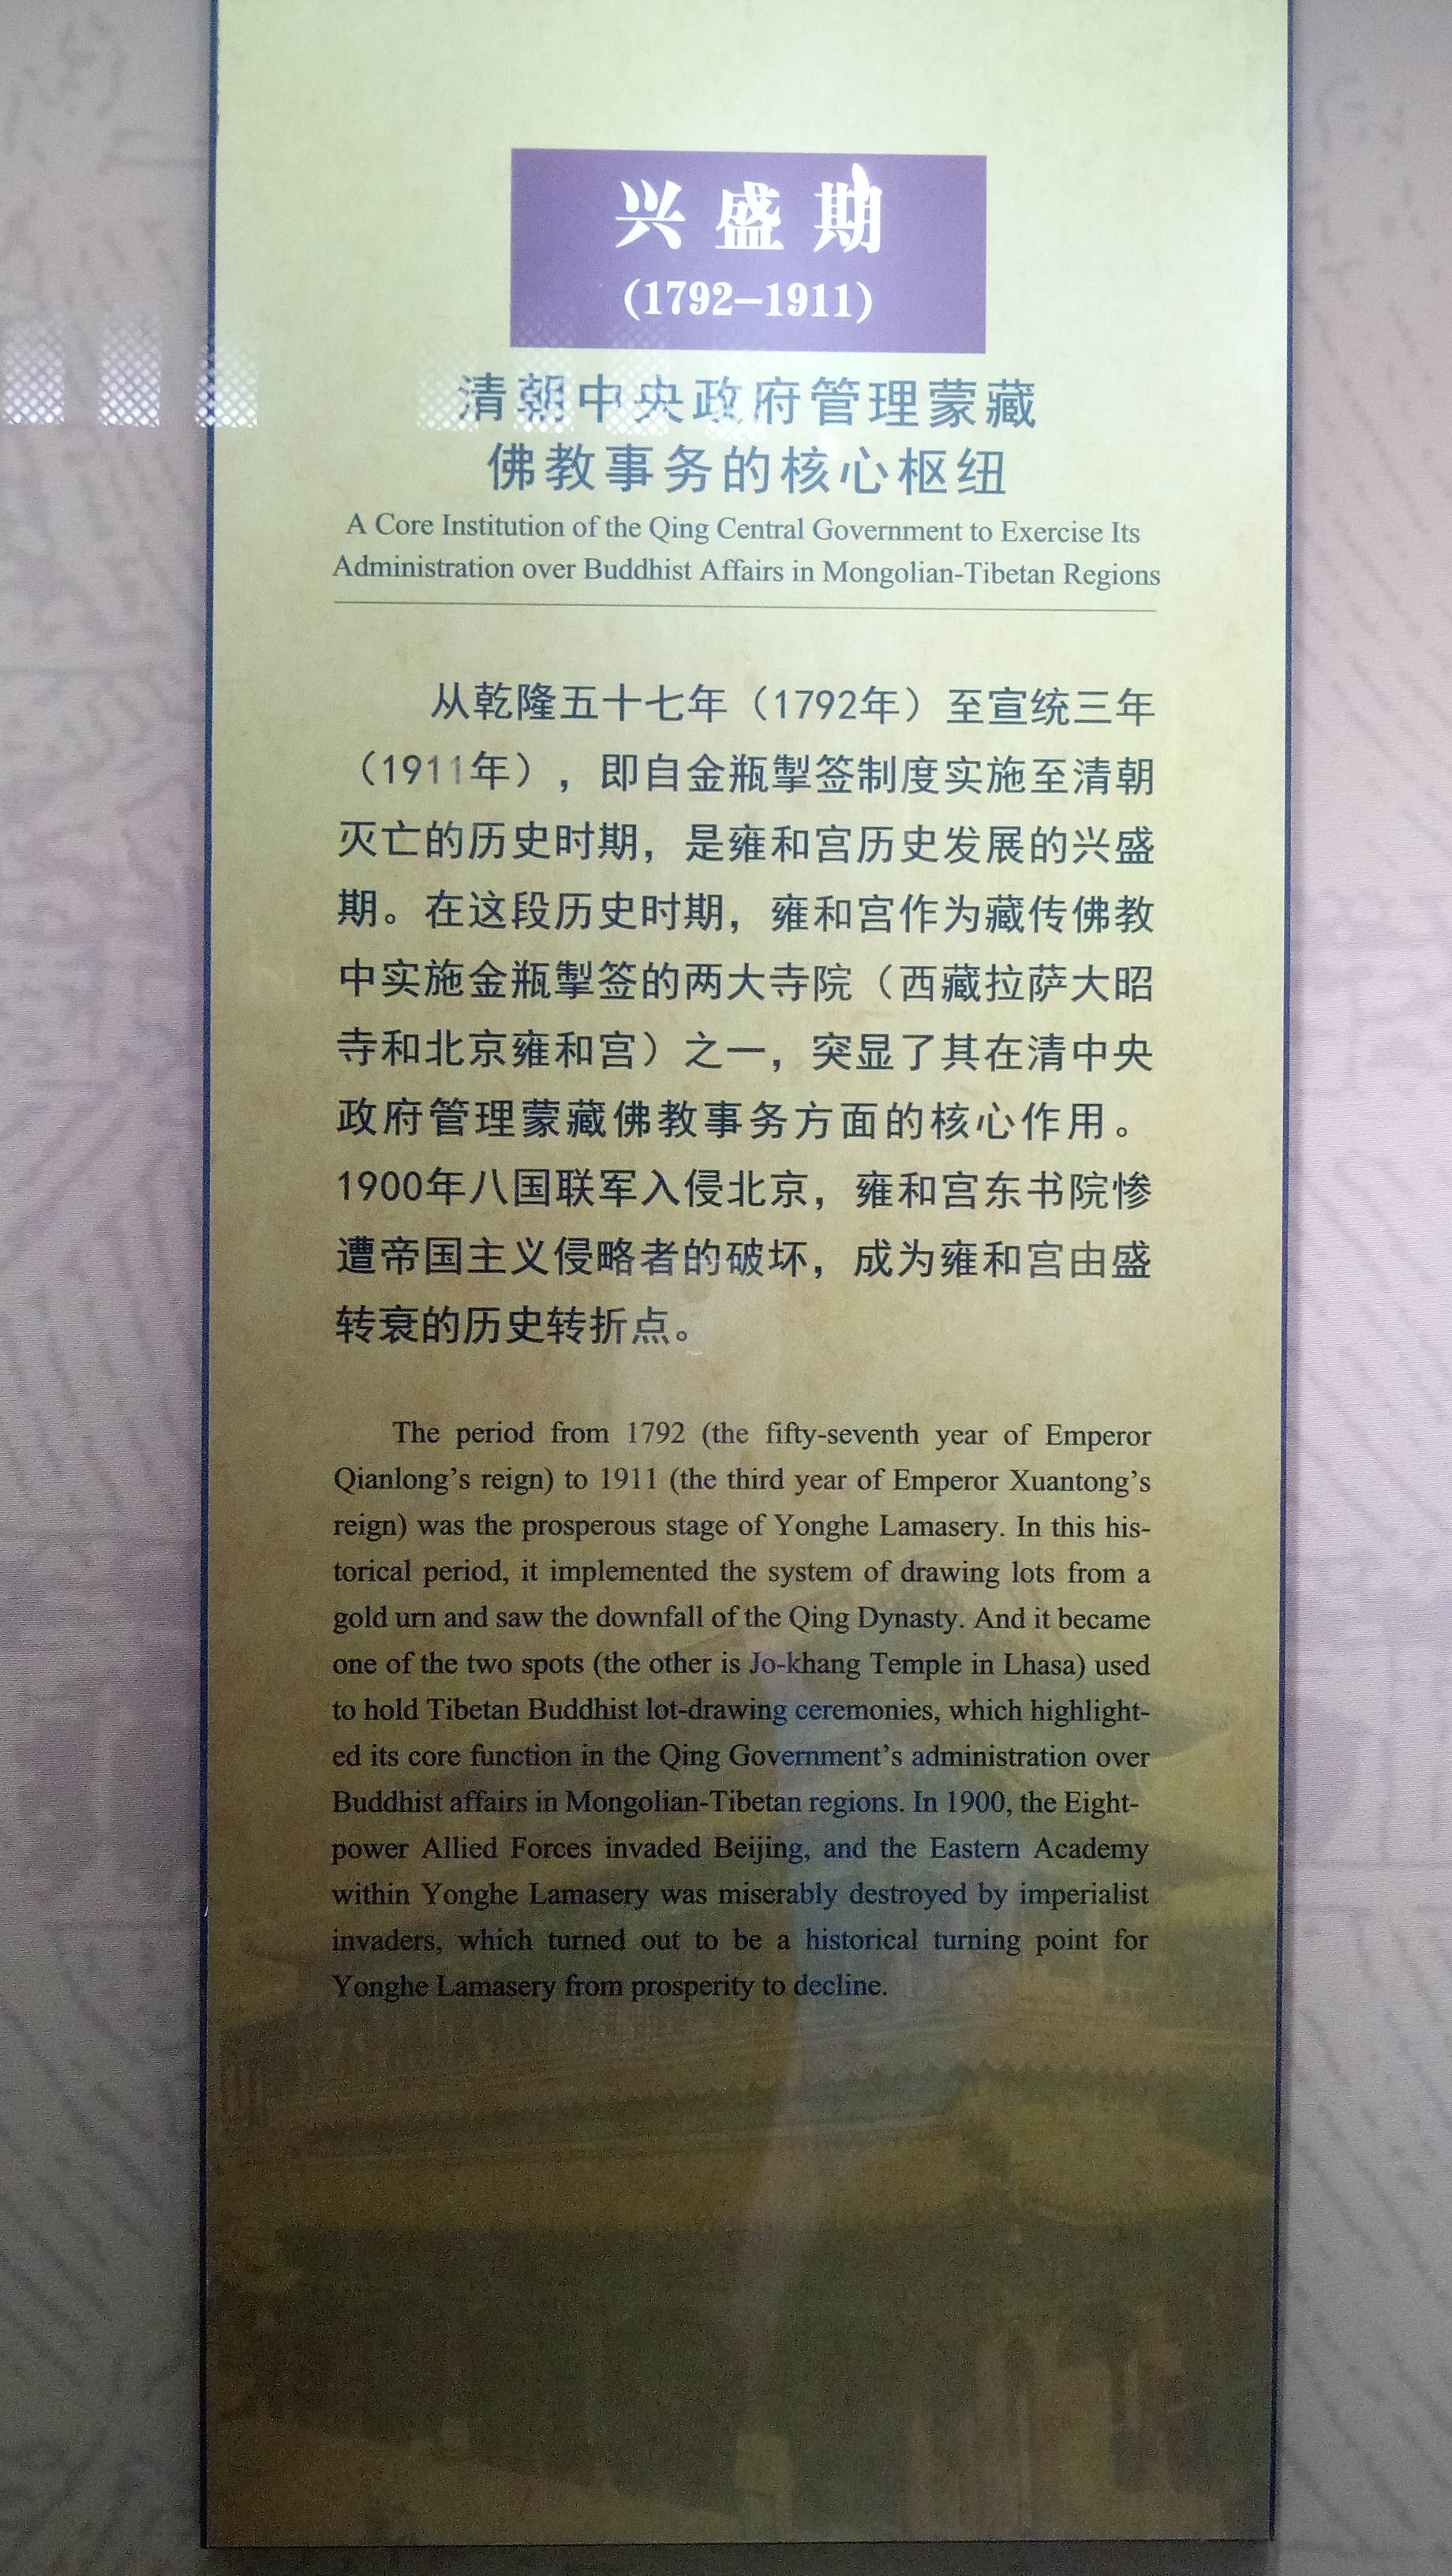 兴盛期
(1792–1911)
清朝中央政府管理蒙藏
佛教事务的核心枢纽
A Core Institution of the Qing Central Government to Exercise Its
Administration over Buddhist Affairs in Mongolian-Tibetan Regions
从乾隆五十七年（1792年）至宣统三年
（1911年），即自金瓶掣签制度实施至清朝
灭亡的历史时期，是雍和宫历史发展的兴盛
期。在这段历史时期，雍和宫作为藏传佛教
中实施金瓶掣签的两大寺院（西藏拉萨大昭
寺和北京雍和宫）之一，突显了其在清中央
政府管理蒙藏佛教事务方面的核心作用。
1900年八国联军入侵北京，雍和宫东书院惨
遭帝国主义侵略者的破坏，成为雍和宫由盛
转衰的历史转折点。
The period from 1792 (the fifty-seventh year of Emperor
Qianlong’s reign) to 1911 (the third year of Emperor Xuantong’s
reign) was the prosperous stage of Yonghe Lamasery. In this his-
torical period, it implemented the system of drawing lots from a
gold urn and saw the downfall of the Qing Dynasty. And it became
one of the two spots (the other is Jo-khang Temple in Lhasa) used
to hold Tibetan Buddhist lot-drawing ceremonies, which highlight-
ed its core function in the Qing Government’s administration over
Buddhist affairs in Mongolian-Tibetan regions. In 1900, the Eight-
power Allied Forces invaded Beijing, and the Eastern Academy
within Yonghe Lamasery was miserably destroyed by imperialist
invaders, which turned out to be a historical turning point for
Yonghe Lamasery from prosperity to decline.